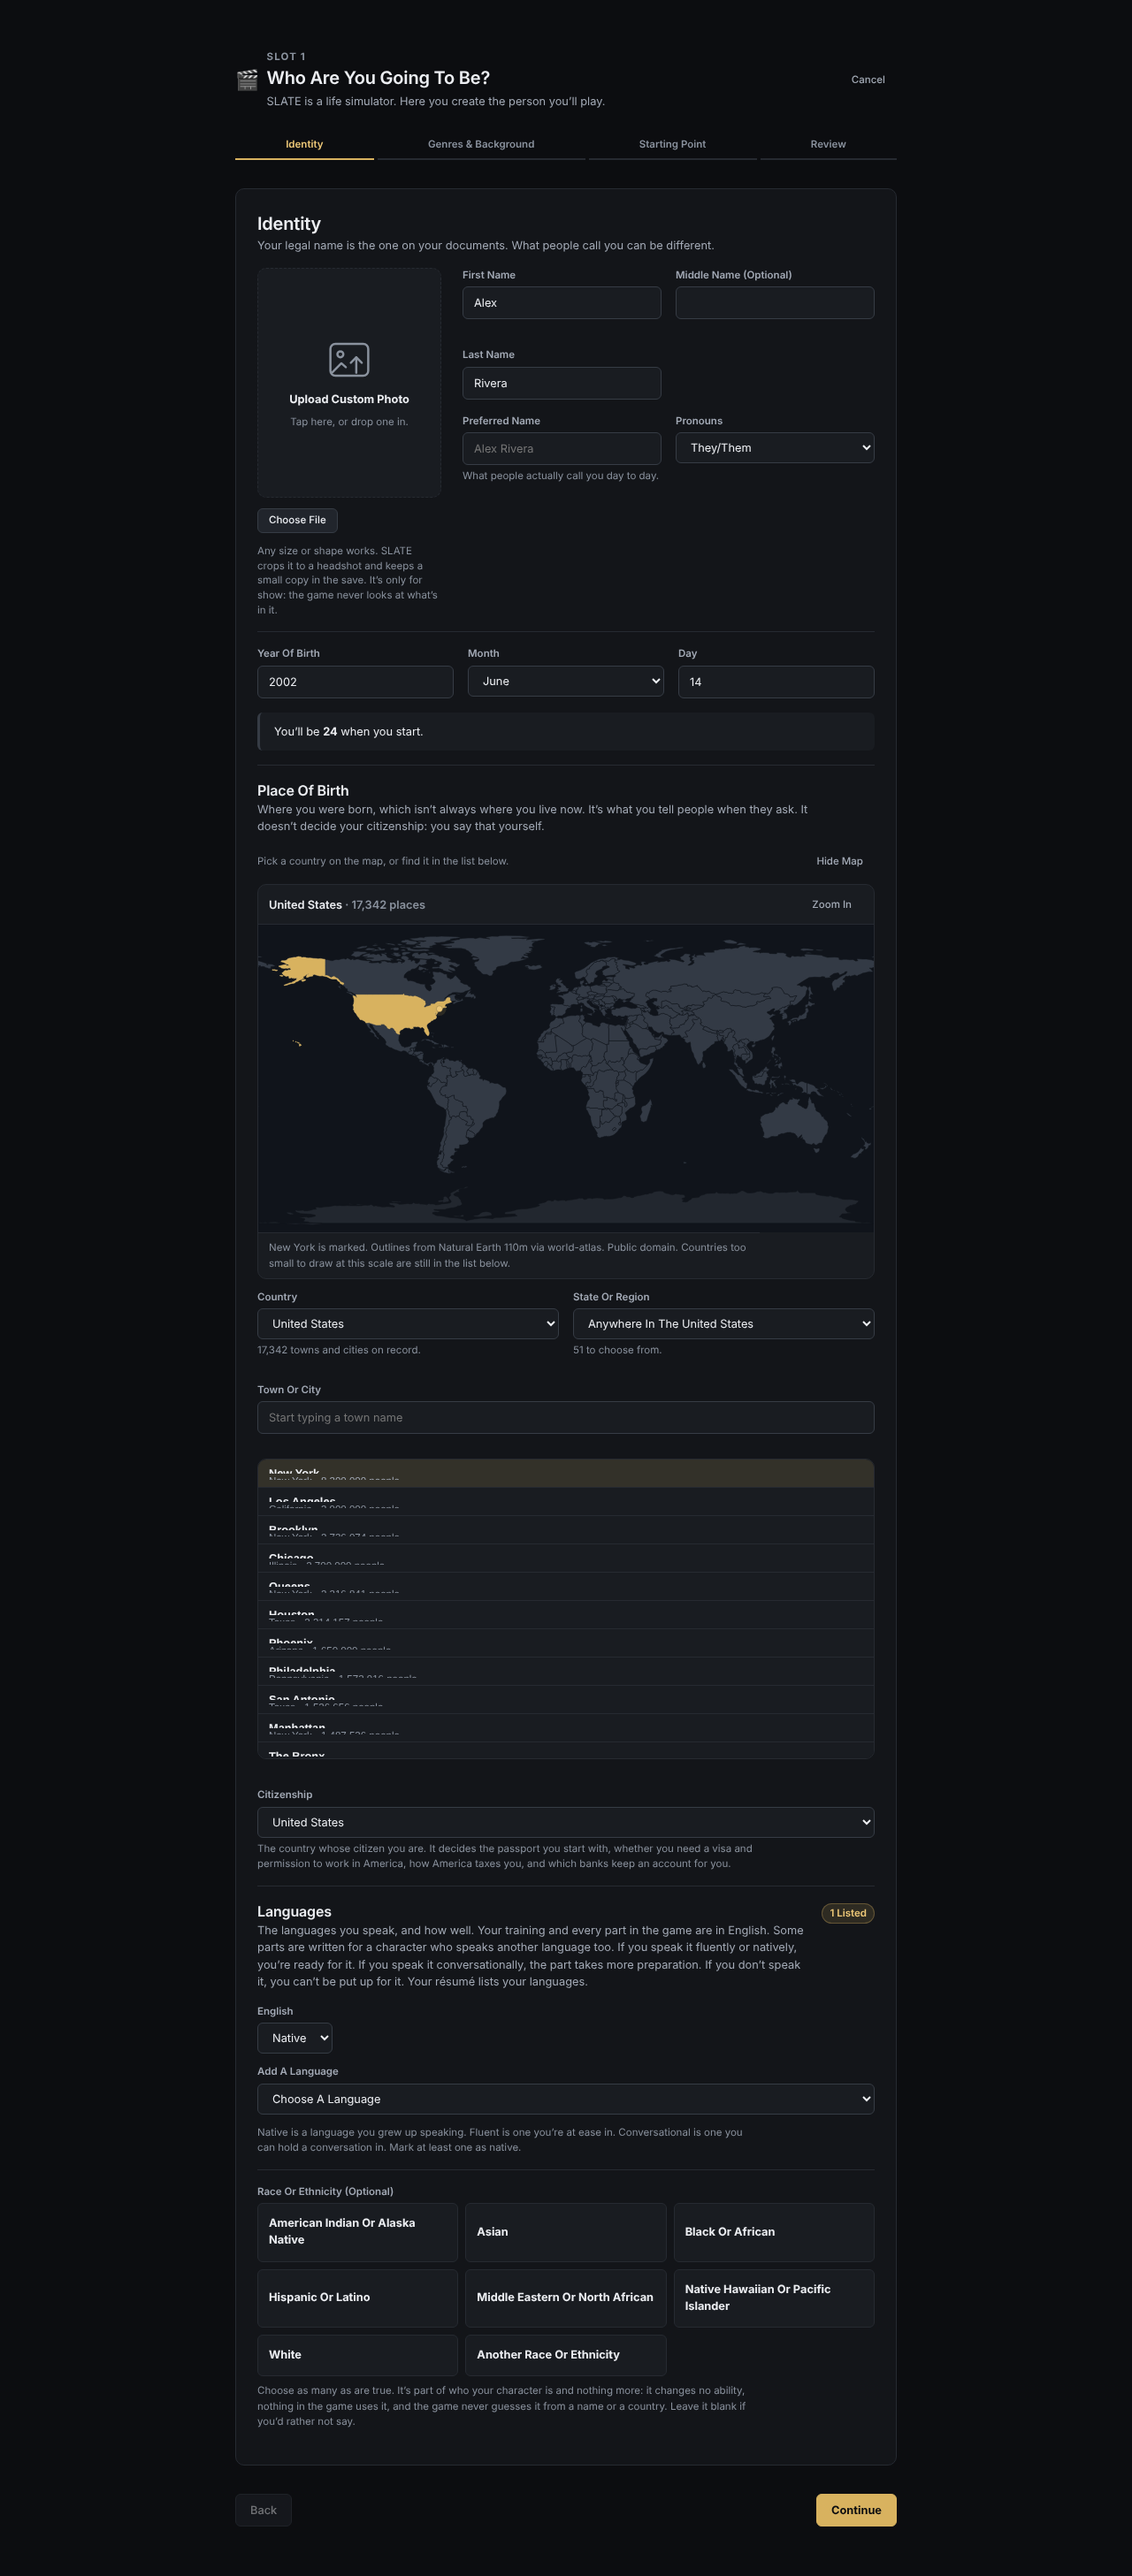 SLOT 1
Who Are You Going To Be?
SLATE is a life simulator. Here you create the person you’ll play.
Cancel
Identity
Genres & Background
Starting Point
Review
Identity
Your legal name is the one on your documents. What people call you can be different.
Upload Custom Photo
Tap here, or drop one in.
Choose File
Any size or shape works. SLATE
crops it to a headshot and keeps a
small copy in the save. It’s only for
show: the game never looks at what’s
in it.
First Name
Middle Name (Optional)
Alex
Last Name
Rivera
Preferred Name
Pronouns
Alex Rivera
They/Them
What people actually call you day to day.
Year Of Birth
Month
Day
2002
June
14
You’ll be 24 when you start.
Place Of Birth
Where you were born, which isn’t always where you live now. It’s what you tell people when they ask. It
doesn’t decide your citizenship: you say that yourself.
Pick a country on the map, or find it in the list below.
Hide Map
United States · 17,342 places
Zoom In
New York is marked. Outlines from Natural Earth 110m via world-atlas. Public domain. Countries too
small to draw at this scale are still in the list below.
Country
State Or Region
United States
Anywhere In The United States
17,342 towns and cities on record.
51 to choose from.
Town Or City
Start typing a town name
New York
Los Angeles
Brooklyn
Chicago
Queens
Houston
Phoenix
Philadelphia
San Antonio
Manhattan
The Bronx
Citizenship
United States
The country whose citizen you are. It decides the passport you start with, whether you need a visa and
permission to work in America, how America taxes you, and which banks keep an account for you.
Languages
1 Listed
The languages you speak, and how well. Your training and every part in the game are in English. Some
parts are written for a character who speaks another language too. If you speak it fluently or natively,
you’re ready for it. If you speak it conversationally, the part takes more preparation. If you don’t speak
it, you can’t be put up for it. Your résumé lists your languages.
English
Native
Add A Language
Choose A Language
Native is a language you grew up speaking. Fluent is one you’re at ease in. Conversational is one you
can hold a conversation in. Mark at least one as native.
Race Or Ethnicity (Optional)
American Indian Or Alaska
Native
Asian
Black Or African
Hispanic Or Latino
Middle Eastern Or North African
Native Hawaiian Or Pacific
Islander
White
Another Race Or Ethnicity
Choose as many as are true. It’s part of who your character is and nothing more: it changes no ability,
nothing in the game uses it, and the game never guesses it from a name or a country. Leave it blank if
you’d rather not say.
Back
Continue